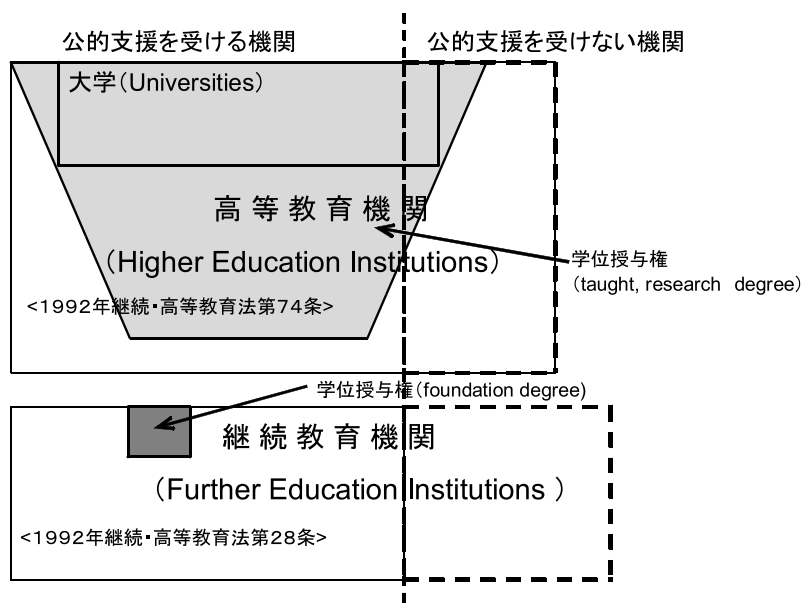 公的支援を受ける機関
公的支援を受けない機関
大学(Universities)
高等教育機関
(Higher Education Institutions)
学位授与権
(taught, research degree)
<1992年継続・高等教育法第74条>
学位授与権(foundation degree)
継続教育機関
(Further Education Institutions )
<1992年継続・高等教育法第28条>